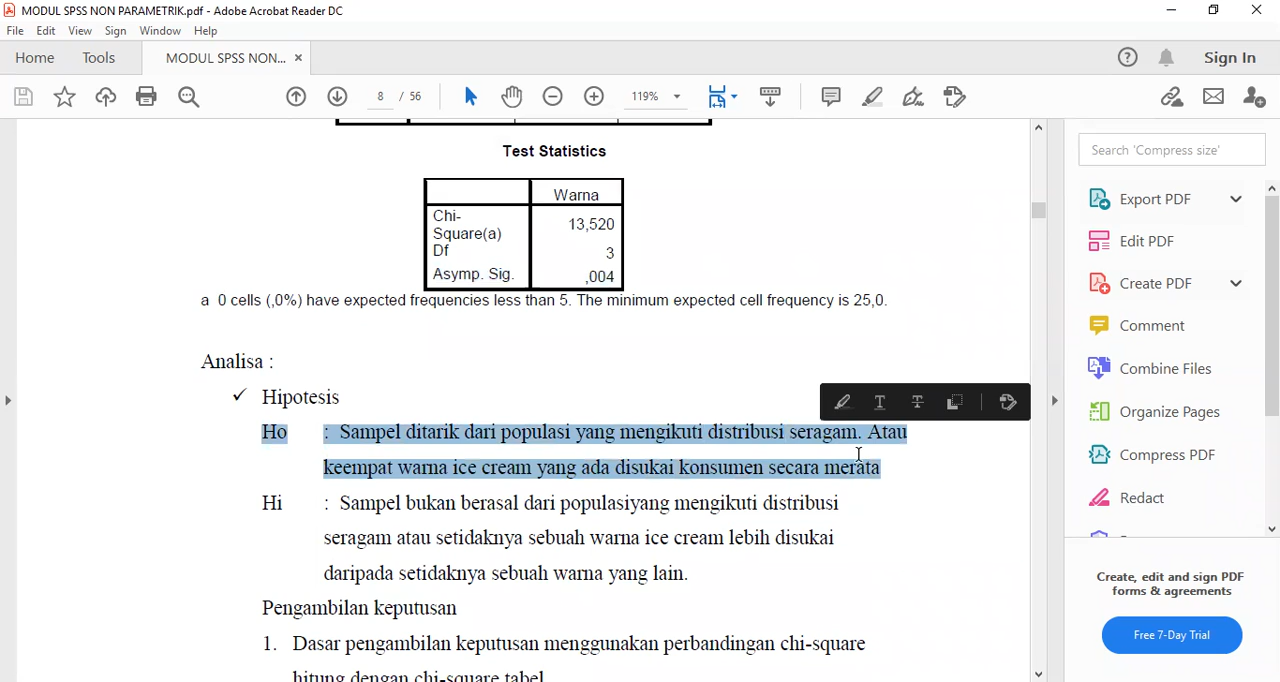 MODUL SPSS NON PARAMETRIK.pdf - Adobe Acrobat Reader DC
File Edit View Sign Window Help
Home Tools MODUL SPSS NON... × Sign In
8 / 56 119%
Test Statistics
Warna
Chi-Square(a) 13,520
Df 3
Asymp. Sig. ,004
a 0 cells (,0%) have expected frequencies less than 5. The minimum expected cell frequency is 25,0.
Analisa :
✓ Hipotesis
Ho : Sampel ditarik dari populasi yang mengikuti distribusi seragam. Atau
keempat warna ice cream yang ada disukai konsumen secara merata
Hi : Sampel bukan berasal dari populasiyang mengikuti distribusi
seragam atau setidaknya sebuah warna ice cream lebih disukai
daripada setidaknya sebuah warna yang lain.
Pengambilan keputusan
1. Dasar pengambilan keputusan menggunakan perbandingan chi-square
hitung dengan chi-square tabel
Search 'Compress size'
Export PDF
Edit PDF
Create PDF
Comment
Combine Files
Organize Pages
Compress PDF
Redact
Create, edit and sign PDF
forms & agreements
Free 7-Day Trial